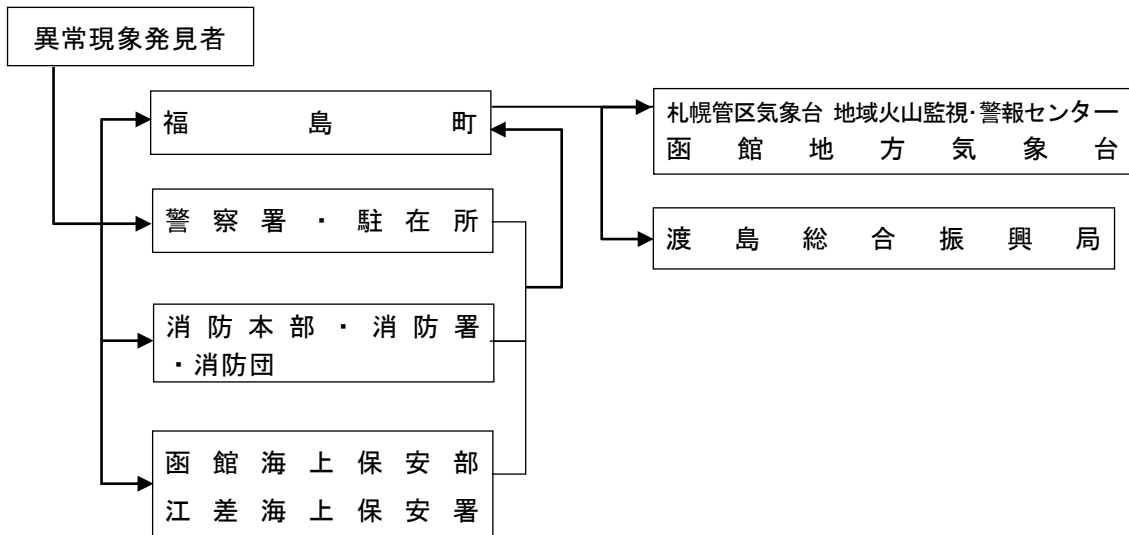 異常現象発見者
福島町
札幌管区気象台 地域火山監視・警報センター
函館地方気象台
警察署・駐在所
渡島総合振興局
消防本部・消防署
・消防団
函館海上保安部
江差海上保安署